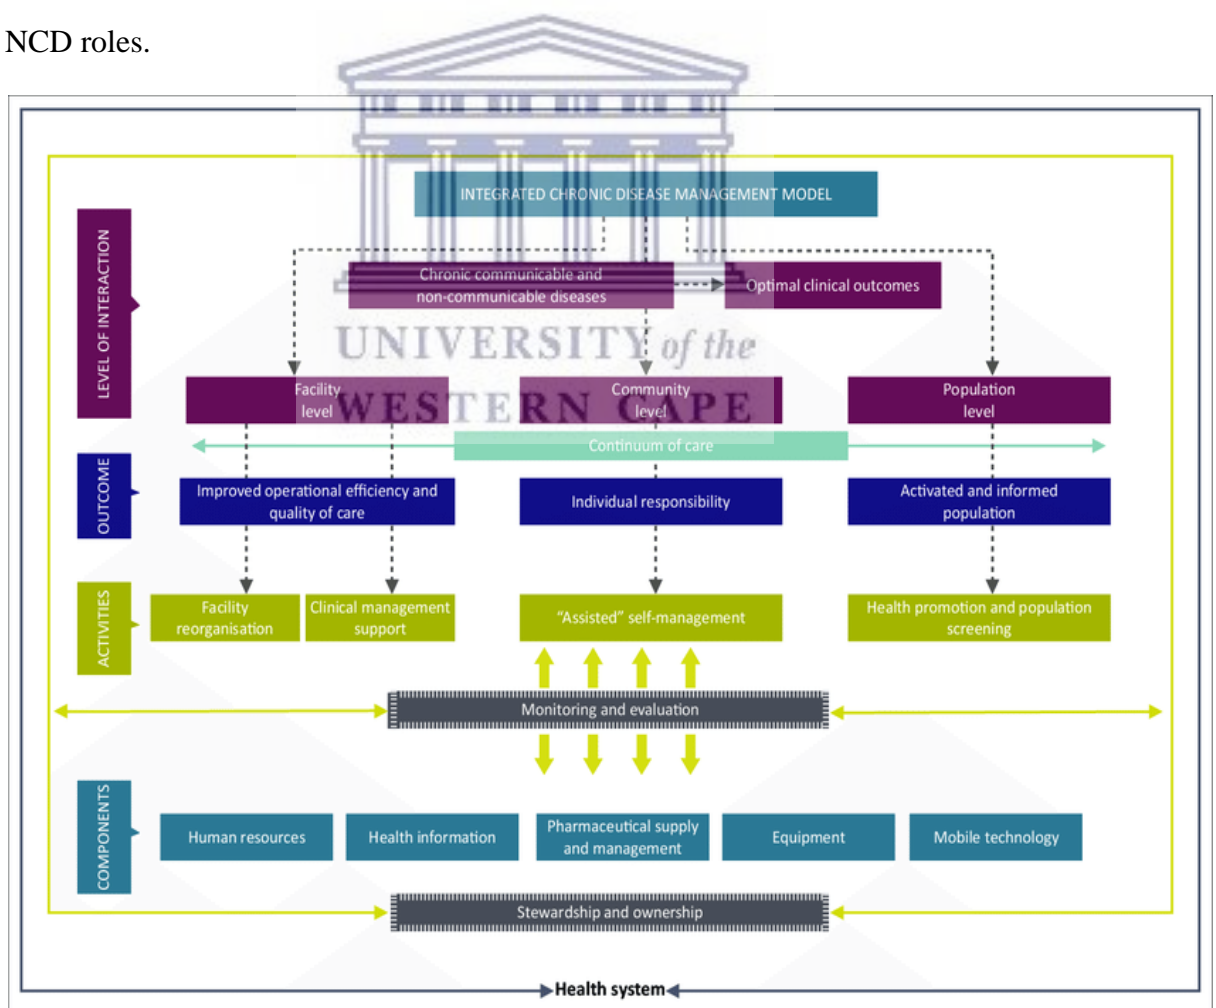 NCD roles.
INTEGRATED CHRONIC DISEASE MANAGEMENT MODEL
LEVEL OF INTERACTION
Chronic communicable and
non-communicable diseases
Optimal clinical outcomes
UNIVERSITY of the
WESTERN CAPE
Facility
level
Community
level
Population
level
Continuum of care
OUTCOME
Improved operational efficiency and
quality of care
Individual responsibility
Activated and informed
population
ACTIVITIES
Facility
reorganisation
Clinical management
support
"Assisted" self-management
Health promotion and population
screening
Monitoring and evaluation
COMPONENTS
Human resources
Health information
Pharmaceutical supply
and management
Equipment
Mobile technology
Stewardship and ownership
Health system